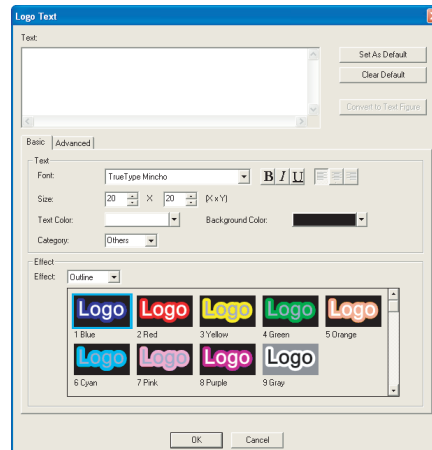 Logo Text
Text:
Set As Default
Clear Default
Convert to Text Figure
Basic Advanced
Text
Font: TrueType Mincho B I U
Size: 20 X 20 (X x Y)
Text Color: Background Color:
Category: Others
Effect
Effect: Outline
Logo Logo Logo Logo Logo
1 Blue 2 Red 3 Yellow 4 Green 5 Orange
Logo Logo Logo Logo
6 Cyan 7 Pink 8 Purple 9 Gray
OK Cancel